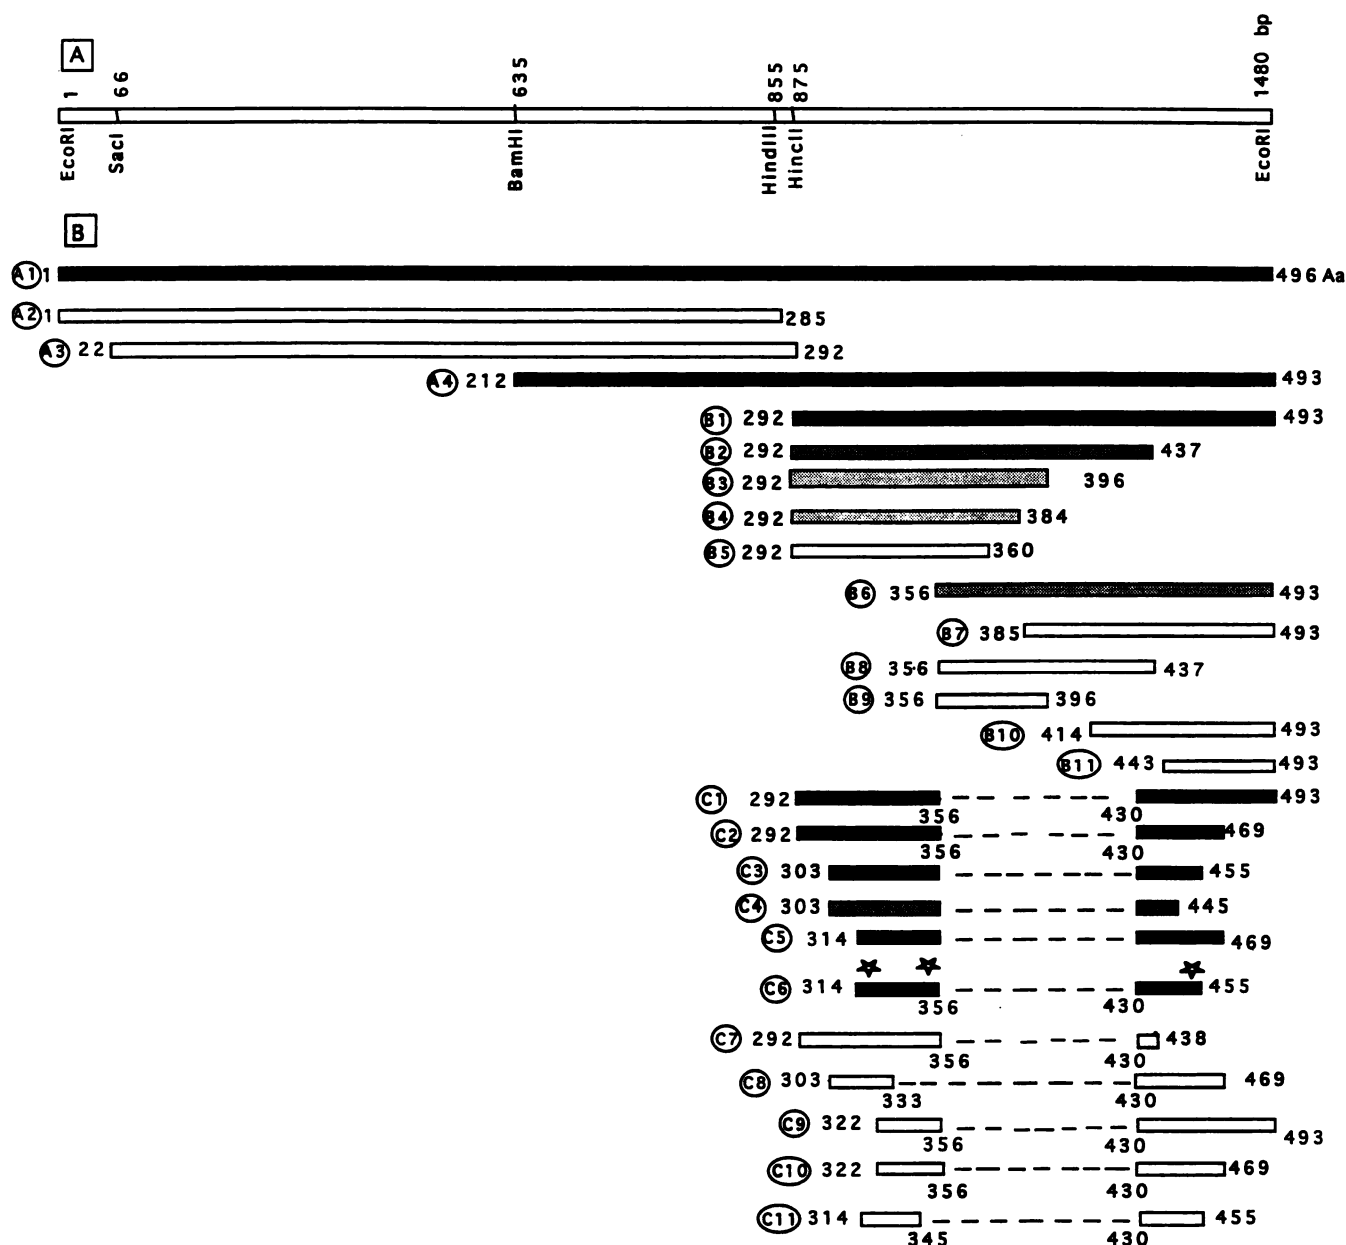 A
1 66 635 855 875 1480 bp
EcoRI SacI BamHI HindIII HincII EcoRI
B
A1 1 496 Aa
A2 1 285
A3 22 292
A4 212 493
B1 292 493
B2 292 437
B3 292 396
B4 292 384
B5 292 360
B6 356 493
B7 385 493
B8 356 437
B9 356 396
B10 414 493
B11 443 493
C1 292 493
356 430
C2 292 469
356 430
C3 303 455
C4 303 445
C5 314 469
C6 314 455
356 430
C7 292 438
356 430
C8 303 469
333 430
C9 322 493
356 430
C10 322 469
356 430
C11 314 455
345 430